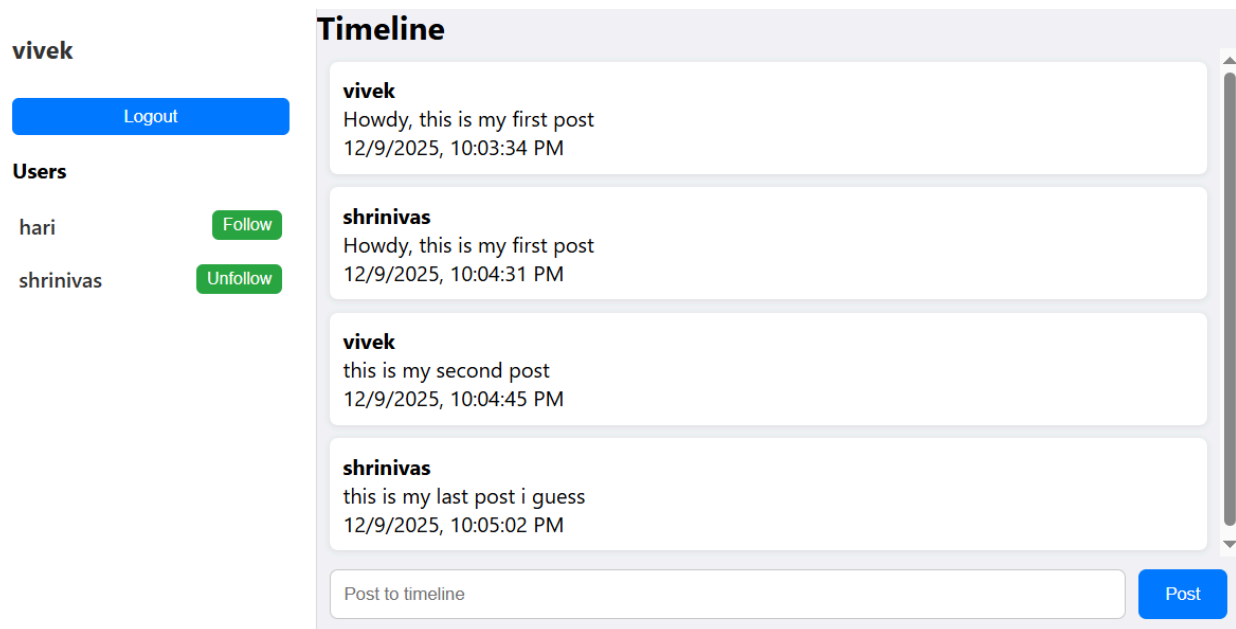 vivek
Logout
Users
hari
Follow
shrinivas
Unfollow
Timeline
vivek
Howdy, this is my first post
12/9/2025, 10:03:34 PM
shrinivas
Howdy, this is my first post
12/9/2025, 10:04:31 PM
vivek
this is my second post
12/9/2025, 10:04:45 PM
shrinivas
this is my last post i guess
12/9/2025, 10:05:02 PM
Post to timeline
Post